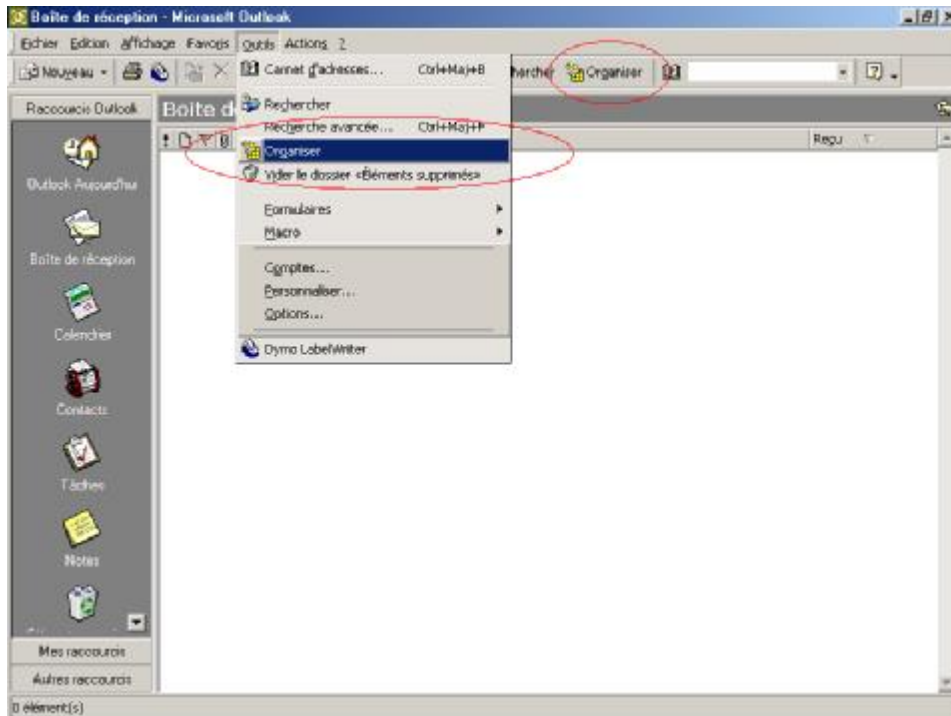 Boîte de réception - Microsoft Outlook
Fichier Edition Affichage Favoris Outils Actions ?
Nouveau
Organiser
Raccourcis Outlook
Boîte d
Reçu
Carnet d'adresses... Ctrl+Maj+B
Rechercher
Recherche avancée... Ctrl+Maj+F
Organiser
Vider le dossier «Éléments supprimés»
Formulaires
Macro
Comptes...
Personnaliser...
Options...
Dymo LabelWriter
Outlook Aujourd'hui
Boîte de réception
Calendrier
Contacts
Tâches
Notes
Mes raccourcis
Autres raccourcis
0 élément(s)